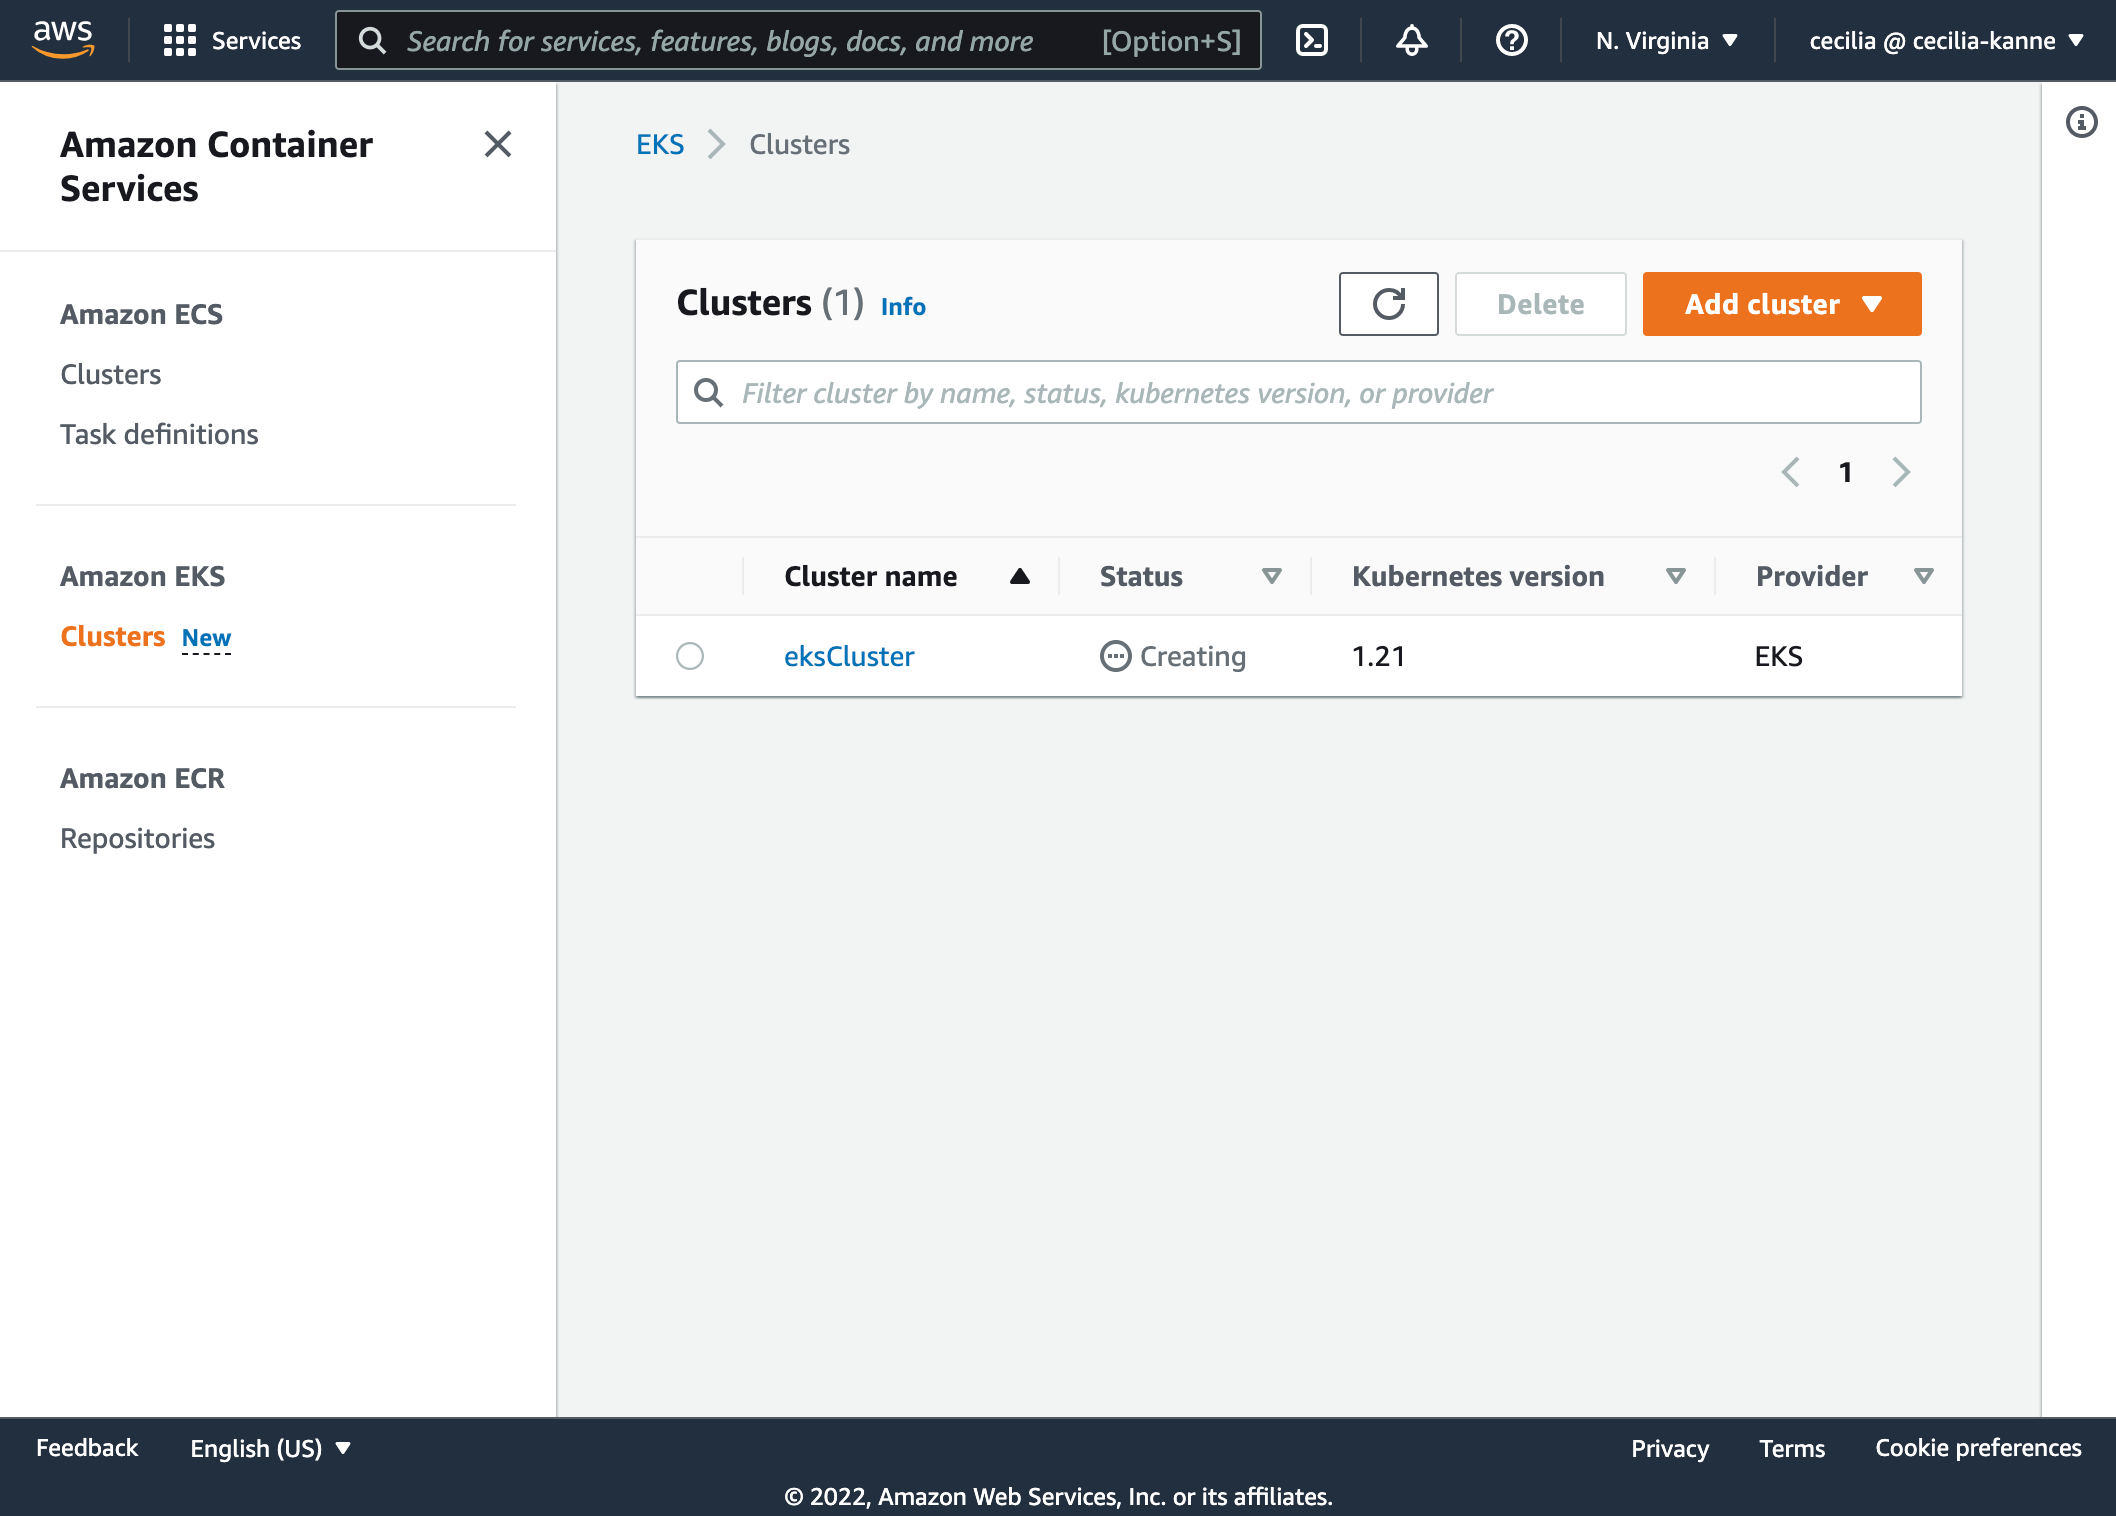 aws
Services
Search for services, features, blogs, docs, and more [Option+S]
N. Virginia
cecilia @ cecilia-kanne
Amazon Container
Services
Amazon ECS
Clusters
Task definitions
Amazon EKS
Clusters New
Amazon ECR
Repositories
EKS
Clusters
Clusters (1) Info
Delete
Add cluster
Filter cluster by name, status, kubernetes version, or provider
1
Cluster name Status Kubernetes version Provider
eksCluster Creating 1.21 EKS
Feedback English (US) Privacy Terms Cookie preferences
© 2022, Amazon Web Services, Inc. or its affiliates.